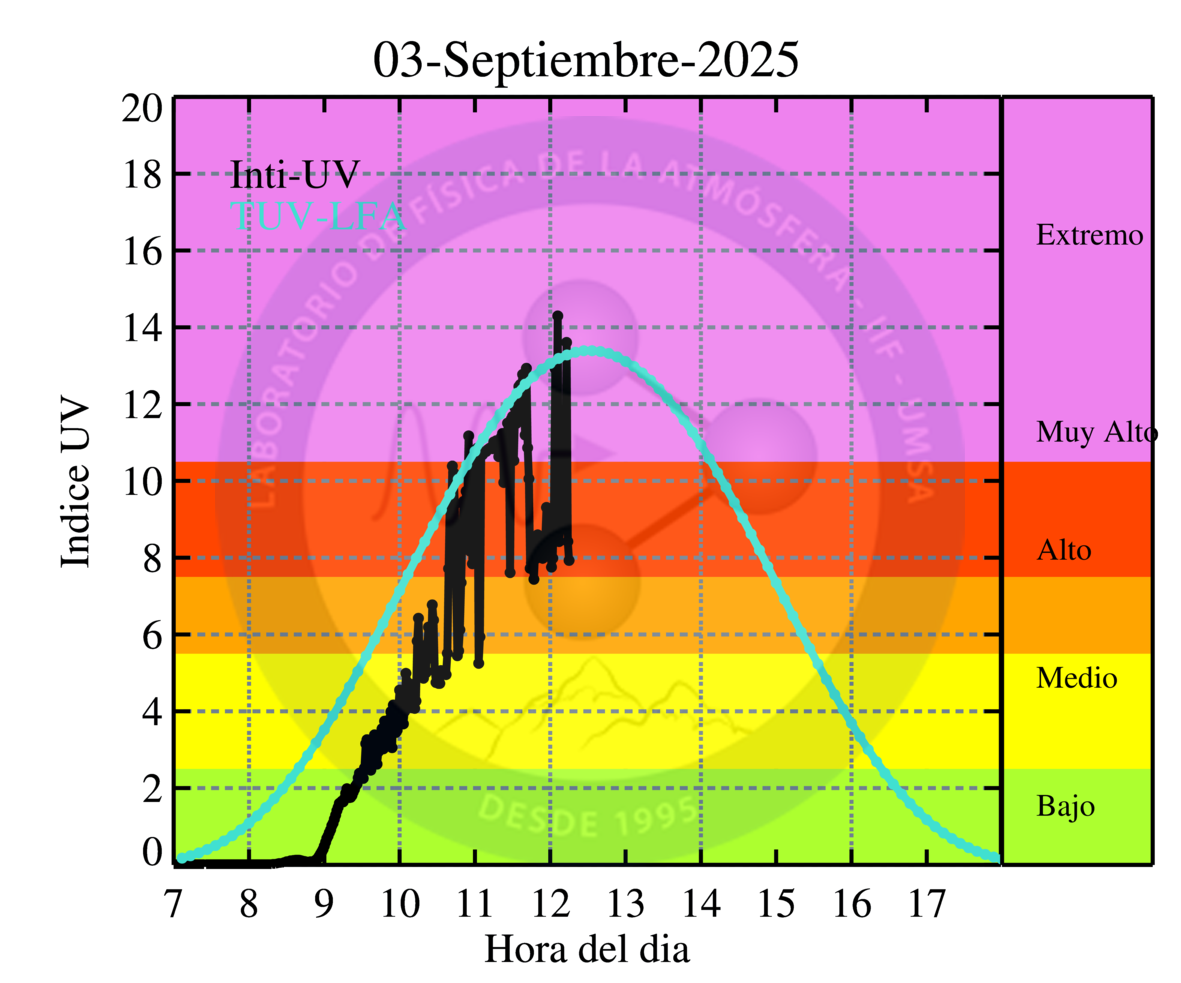 03-Septiembre-2025
20
18
16
14
12
10
8
6
4
2
0
Indice UV
Inti-UV
TUV-LFA
LABORATORIO DE FÍSICA DE LA ATMÓSFERA - IIF - UMSA
DESDE 1995
Extremo
Muy Alto
Alto
Medio
Bajo
7 8 9 10 11 12 13 14 15 16 17
Hora del dia